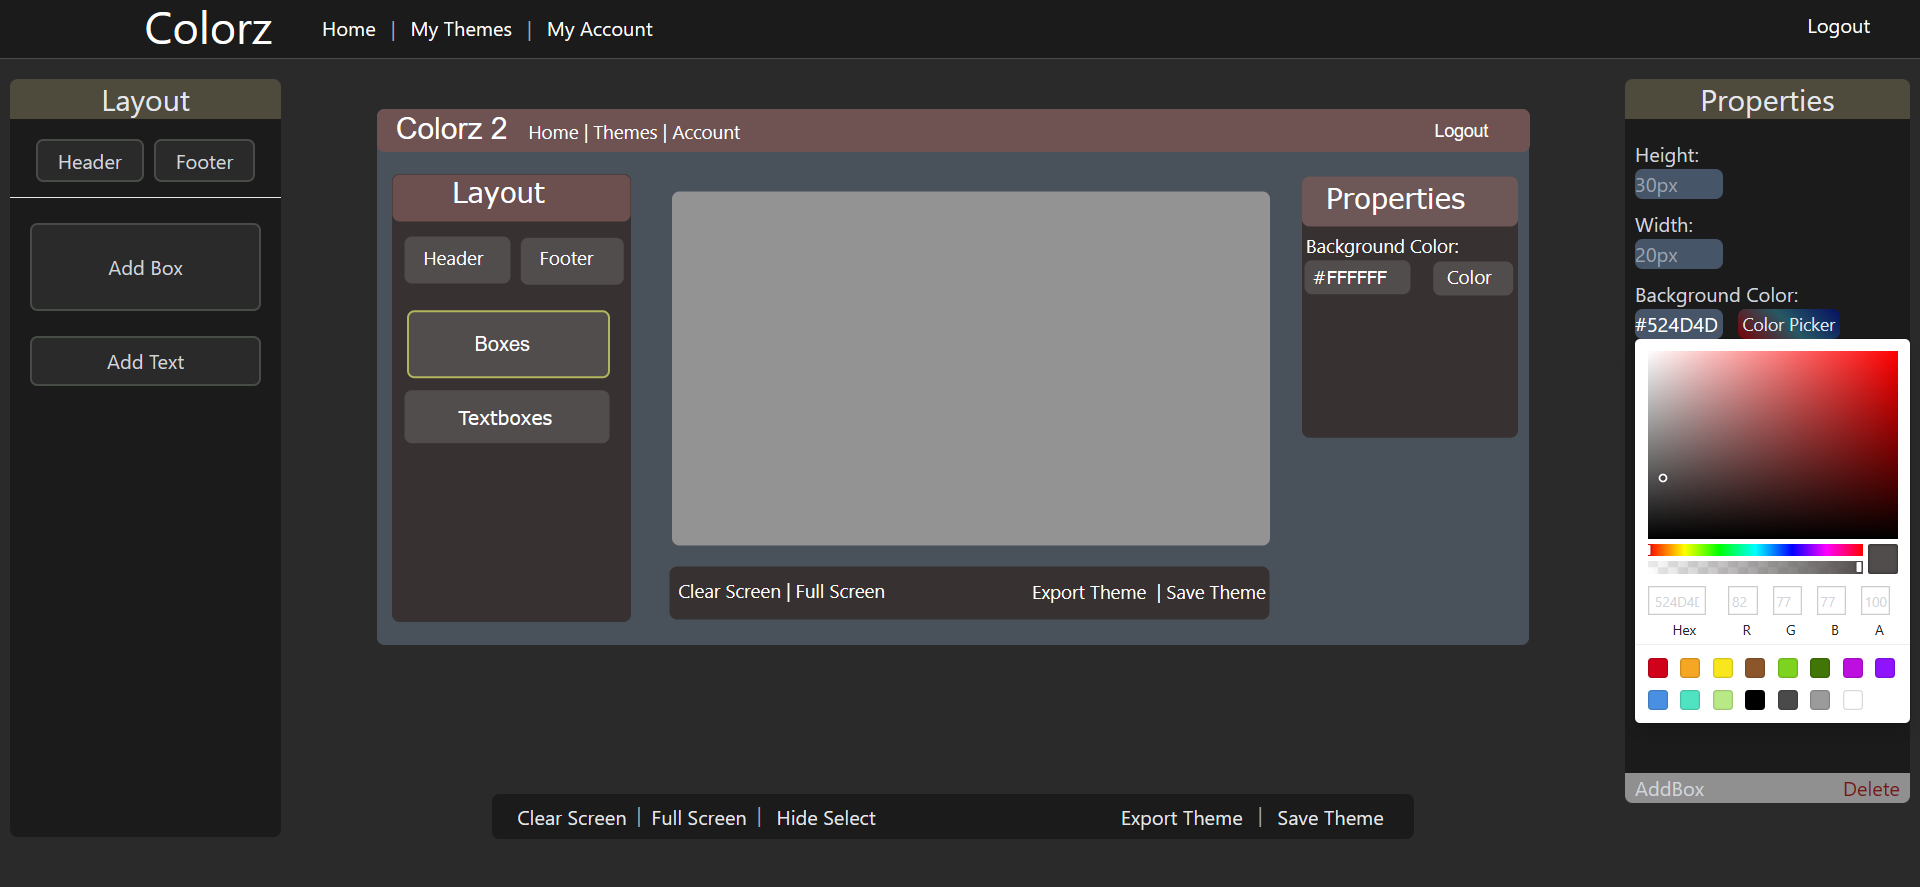 Colorz Home | My Themes | My Account Logout
Layout
Header Footer
Add Box
Add Text
Colorz 2 Home | Themes | Account Logout
Layout
Header Footer
Boxes
Textboxes
Properties
Background Color:
#FFFFFF Color
Clear Screen | Full Screen Export Theme | Save Theme
Clear Screen | Full Screen | Hide Select Export Theme | Save Theme
Properties
Height:
30px
Width:
20px
Background Color:
#524D4D Color Picker
524D4D 82 77 77 100
Hex R G B A
AddBox Delete